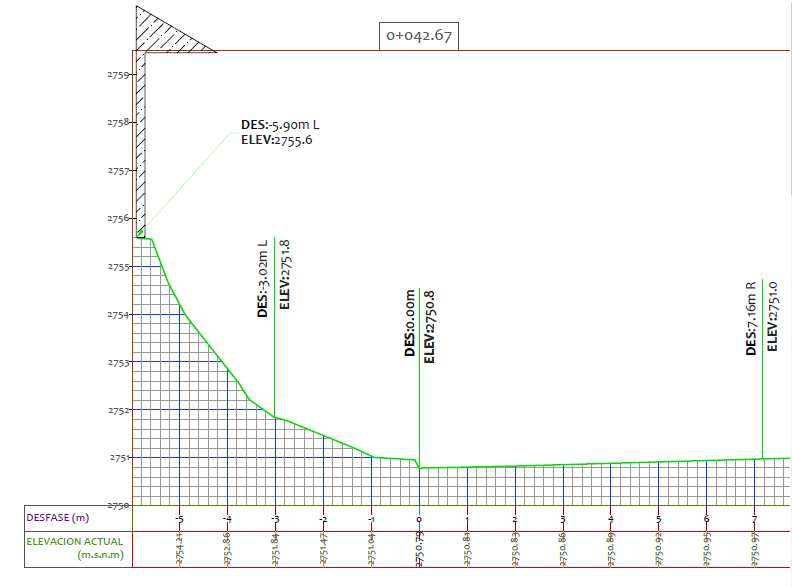 0+042.67
2759
2758
DES:-5.90m L
ELEV:2755.6
2757
2756
2755
2754
2753
2752
2751
2750
DES:-3.02m L
ELEV:2751.8
DES:0.00m
ELEV:2750.8
DES:7.16m R
ELEV:2751.0
DESFASE (m)
-5 -4 -3 -2 -1 0 1 2 3 4 5 6 7
ELEVACION ACTUAL
(m.s.n.m)
2754.21 2752.86 2751.84 2751.47 2751.04 2750.79 2750.81 2750.83 2750.86 2750.89 2750.92 2750.95 2750.97